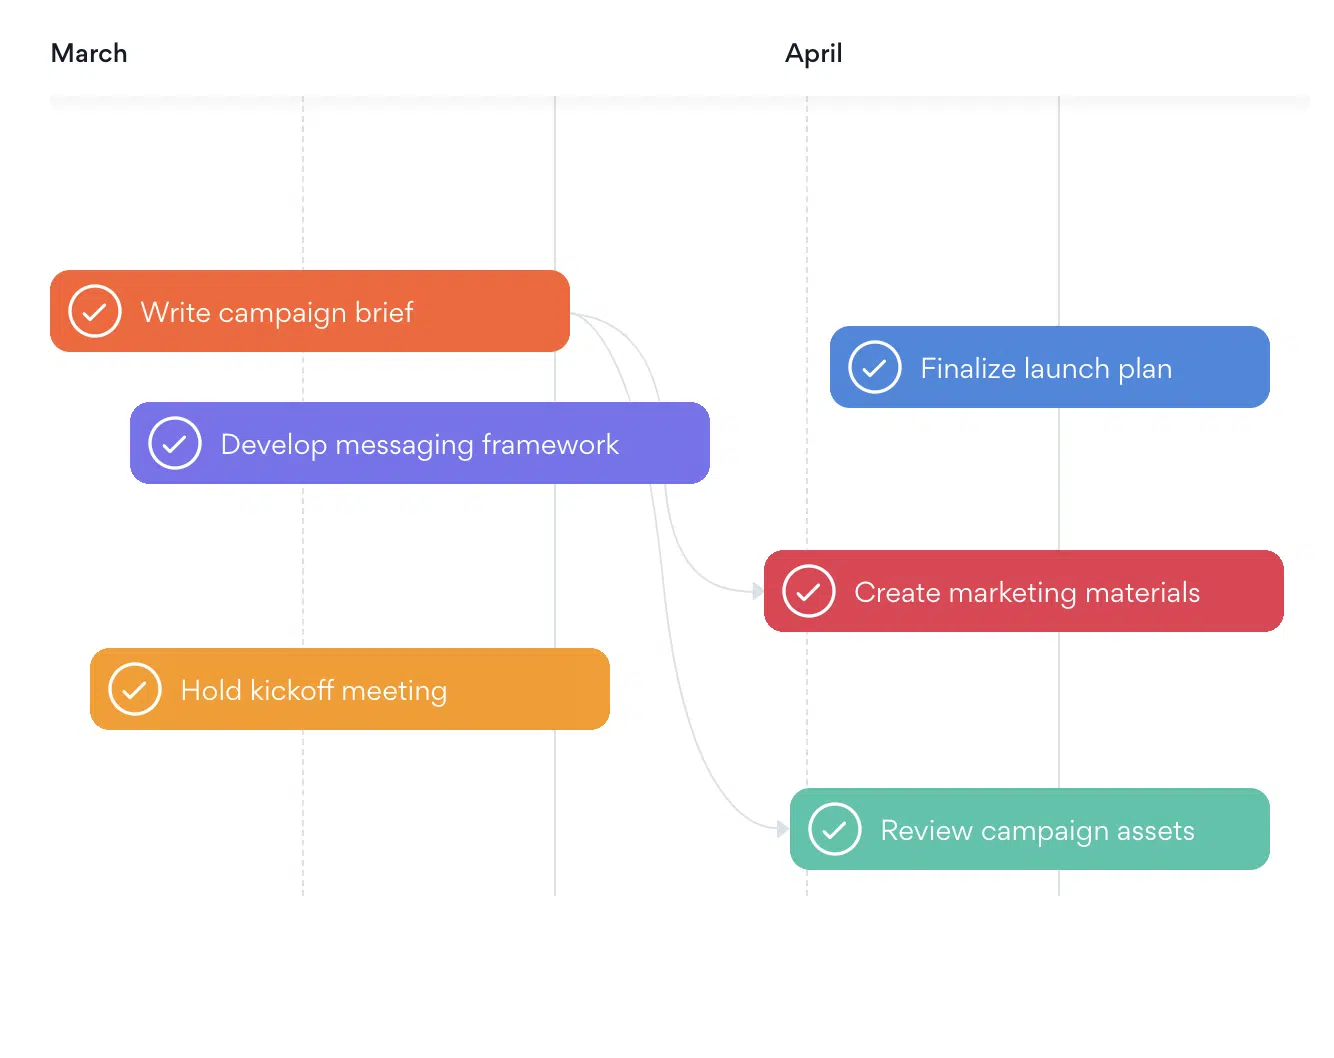 March
April
Write campaign brief
Finalize launch plan
Develop messaging framework
Create marketing materials
Hold kickoff meeting
Review campaign assets